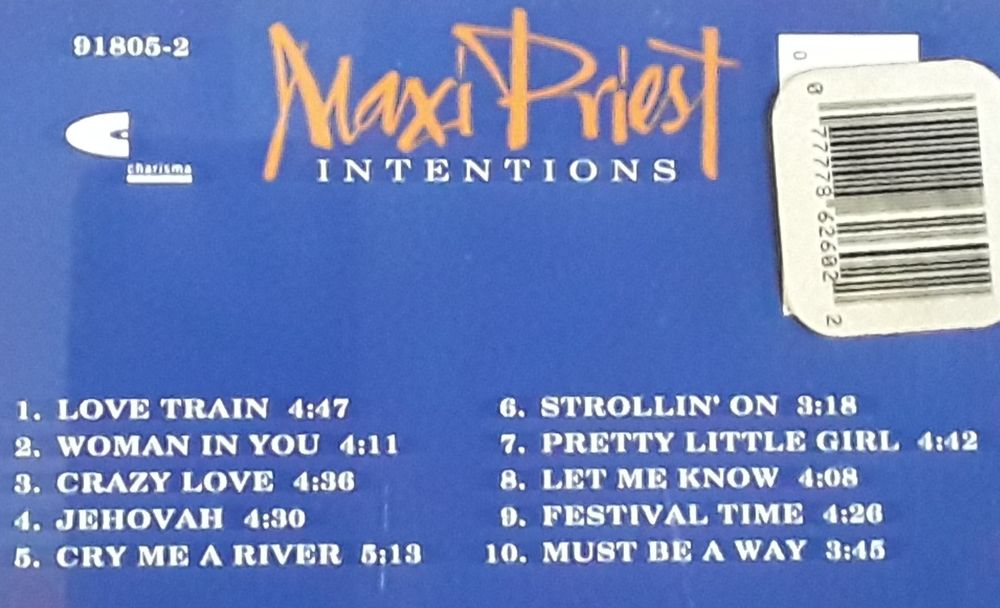 91805-2
Maxi Priest
INTENTIONS
charisma
0
0 77778 62602 2
1. LOVE TRAIN 4:47
2. WOMAN IN YOU 4:11
3. CRAZY LOVE 4:36
4. JEHOVAH 4:30
5. CRY ME A RIVER 5:13
6. STROLLIN' ON 3:18
7. PRETTY LITTLE GIRL 4:42
8. LET ME KNOW 4:08
9. FESTIVAL TIME 4:26
10. MUST BE A WAY 3:45